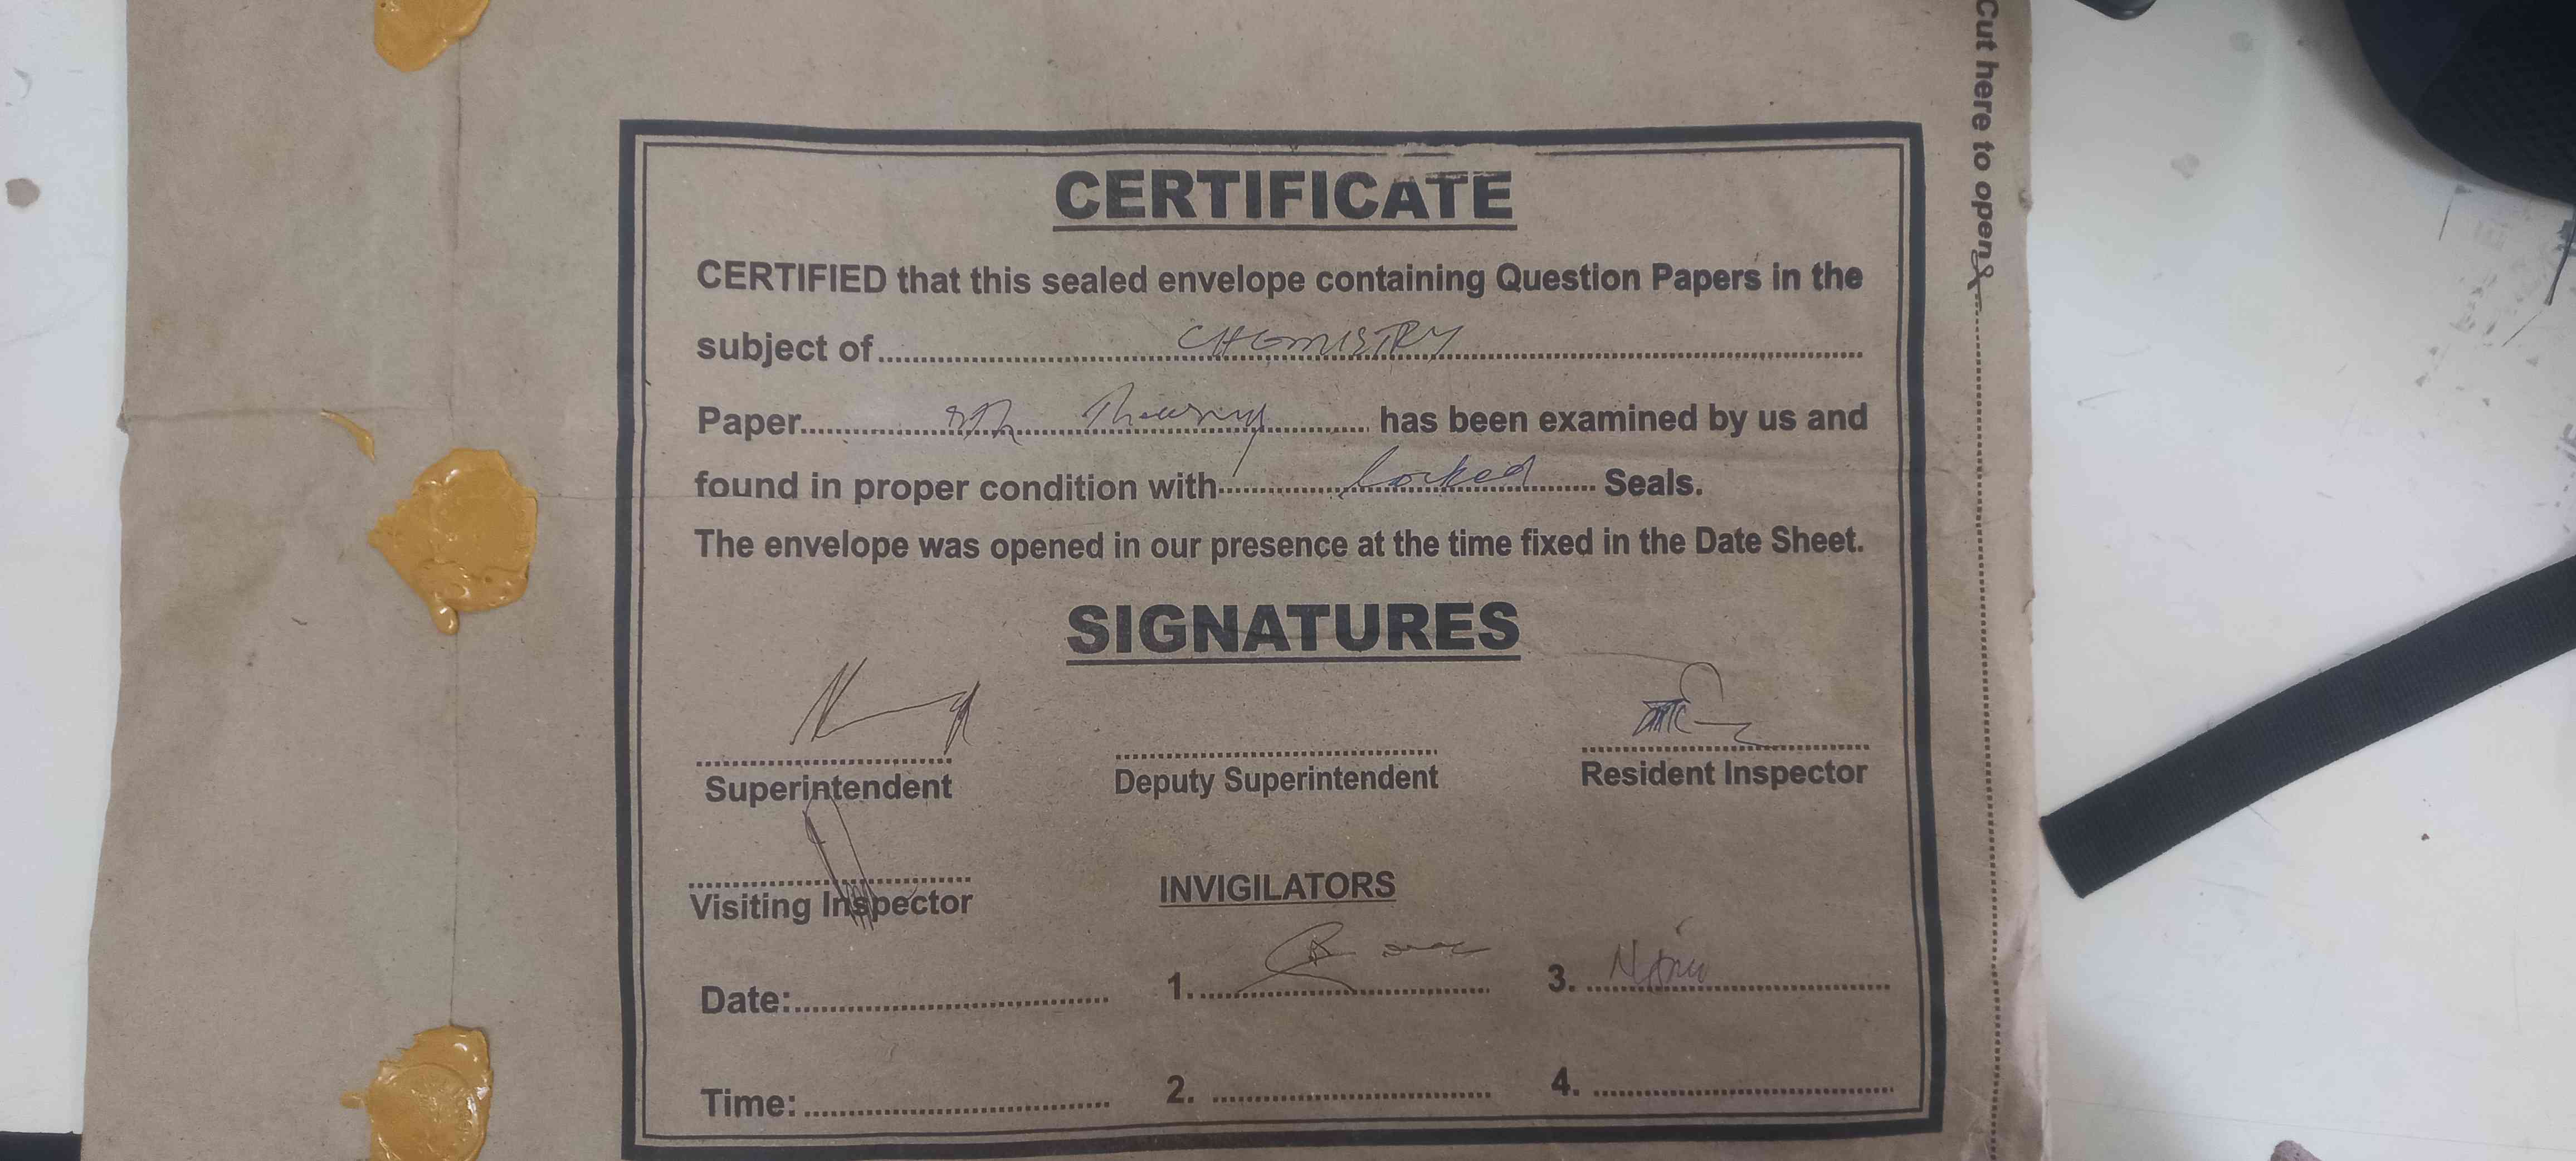 Cut here to open
CERTIFICATE
CERTIFIED that this sealed envelope containing Question Papers in the
subject of CHEMISTRY
Paper Theory has been examined by us and
found in proper condition with locked Seals.
The envelope was opened in our presence at the time fixed in the Date Sheet.
SIGNATURES
Superintendent Deputy Superintendent Resident Inspector
Visiting Inspector INVIGILATORS
Date: 1. 3.
Time: 2. 4.